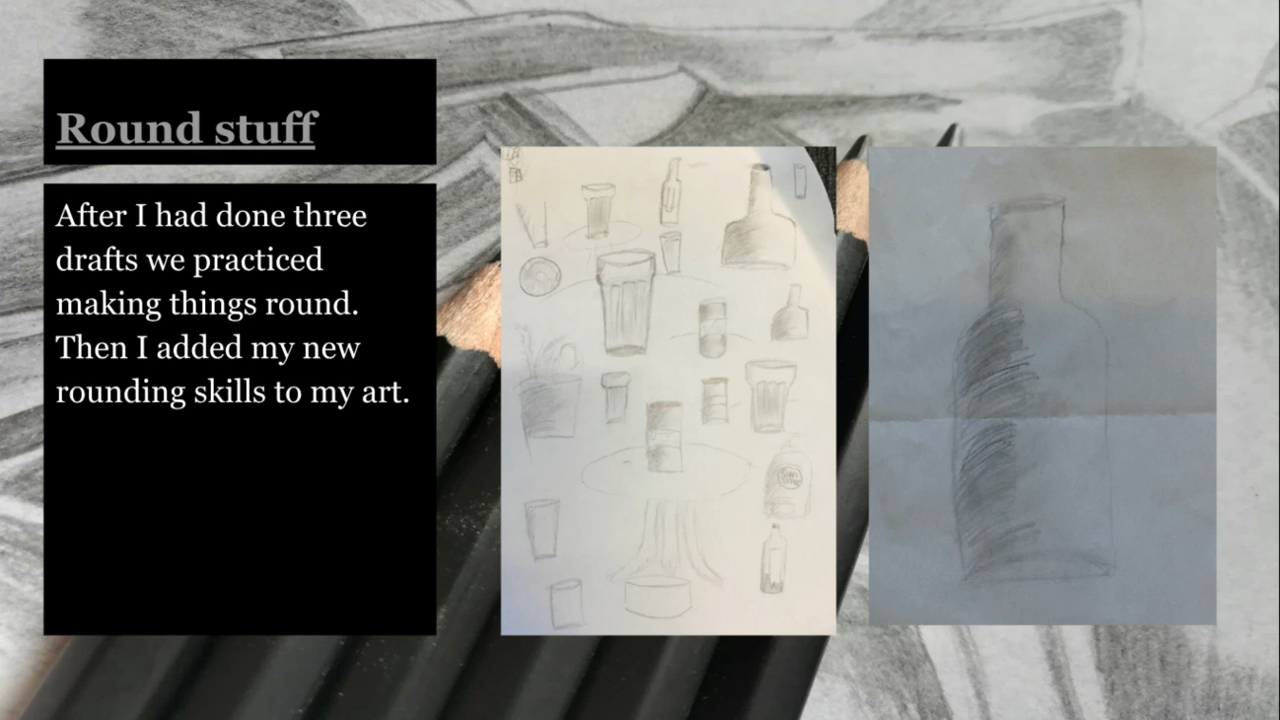 Round stuff
After I had done three
drafts we practiced
making things round.
Then I added my new
rounding skills to my art.